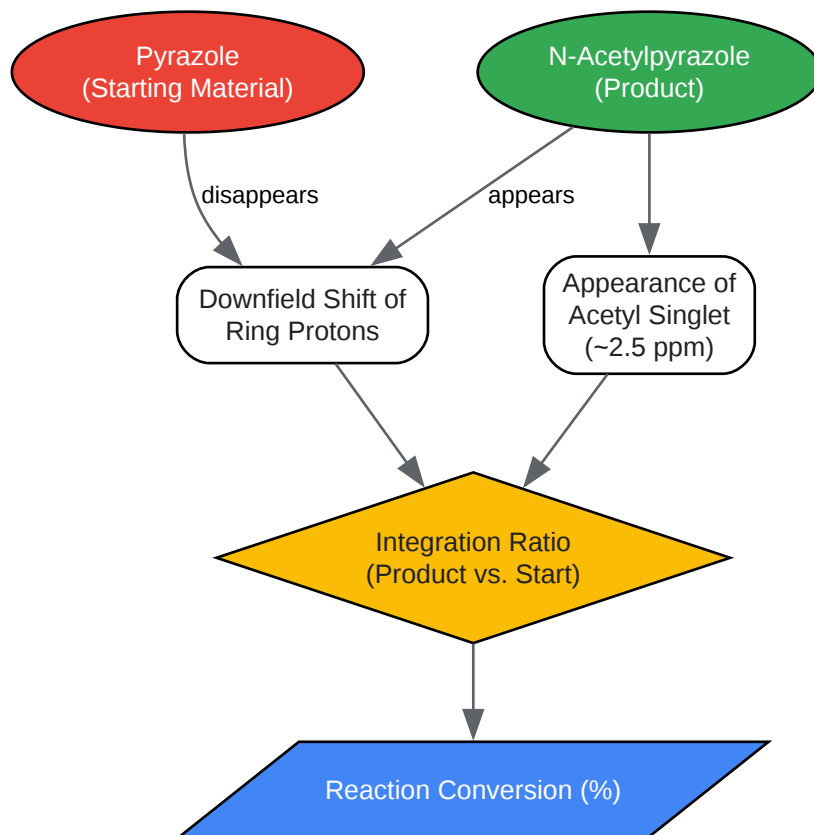 Pyrazole
(Starting Material)
N-Acetylpyrazole
(Product)
disappears
appears
Downfield Shift of
Ring Protons
Appearance of
Acetyl Singlet
(~2.5 ppm)
Integration Ratio
(Product vs. Start)
Reaction Conversion (%)